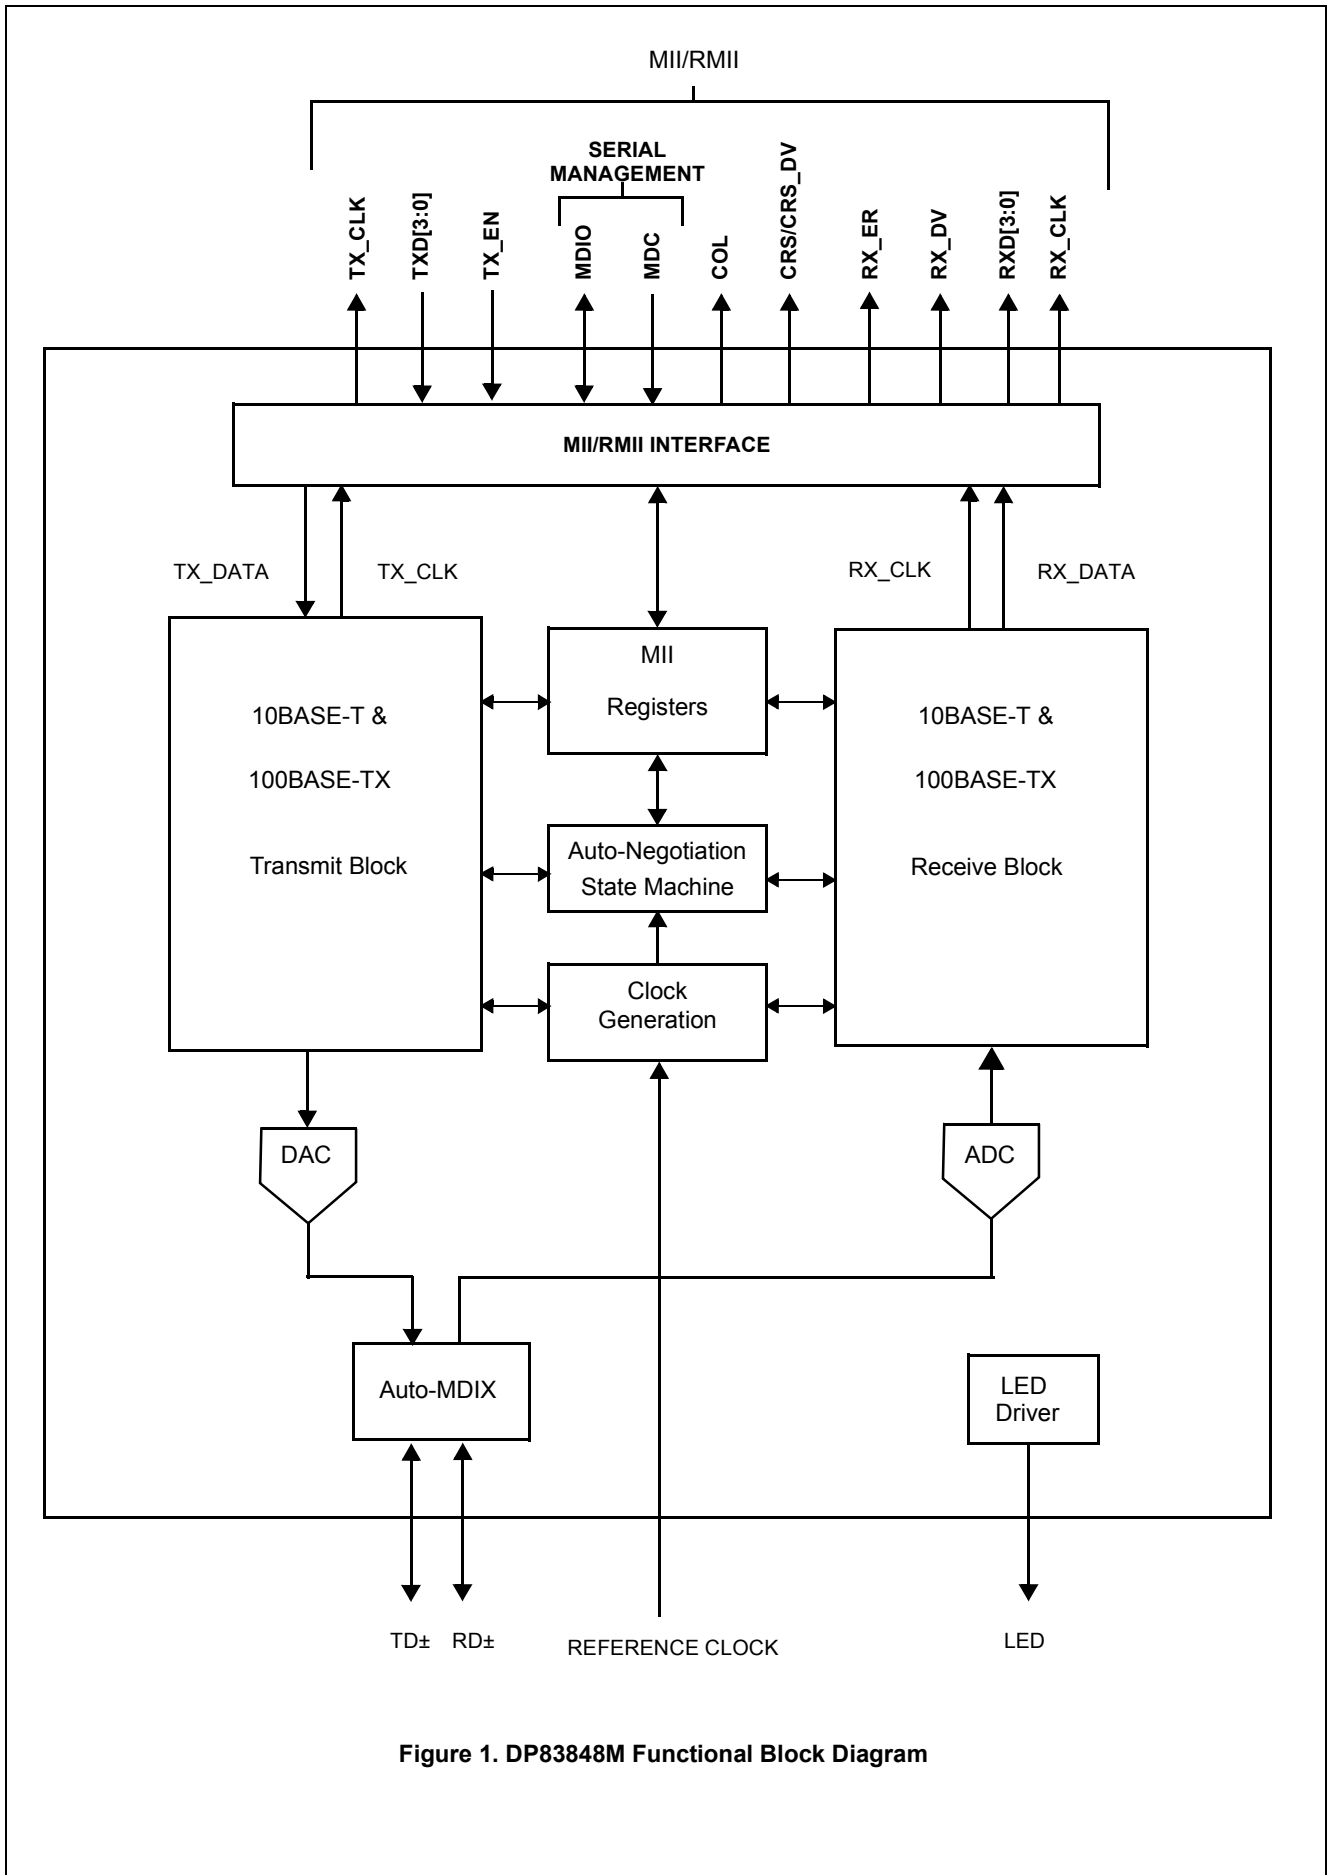 MII/RMII
SERIAL
MANAGEMENT
TX_CLK
TXD[3:0]
TX_EN
MDIO
MDC
COL
CRS/CRS_DV
RX_ER
RX_DV
RXD[3:0]
RX_CLK
MII/RMII INTERFACE
TX_DATA
TX_CLK
RX_CLK
RX_DATA
10BASE-T &
100BASE-TX
Transmit Block
MII
Registers
10BASE-T &
100BASE-TX
Receive Block
Auto-Negotiation
State Machine
Clock
Generation
DAC
ADC
Auto-MDIX
LED
Driver
TD±
RD±
REFERENCE CLOCK
LED
Figure 1. DP83848M Functional Block Diagram